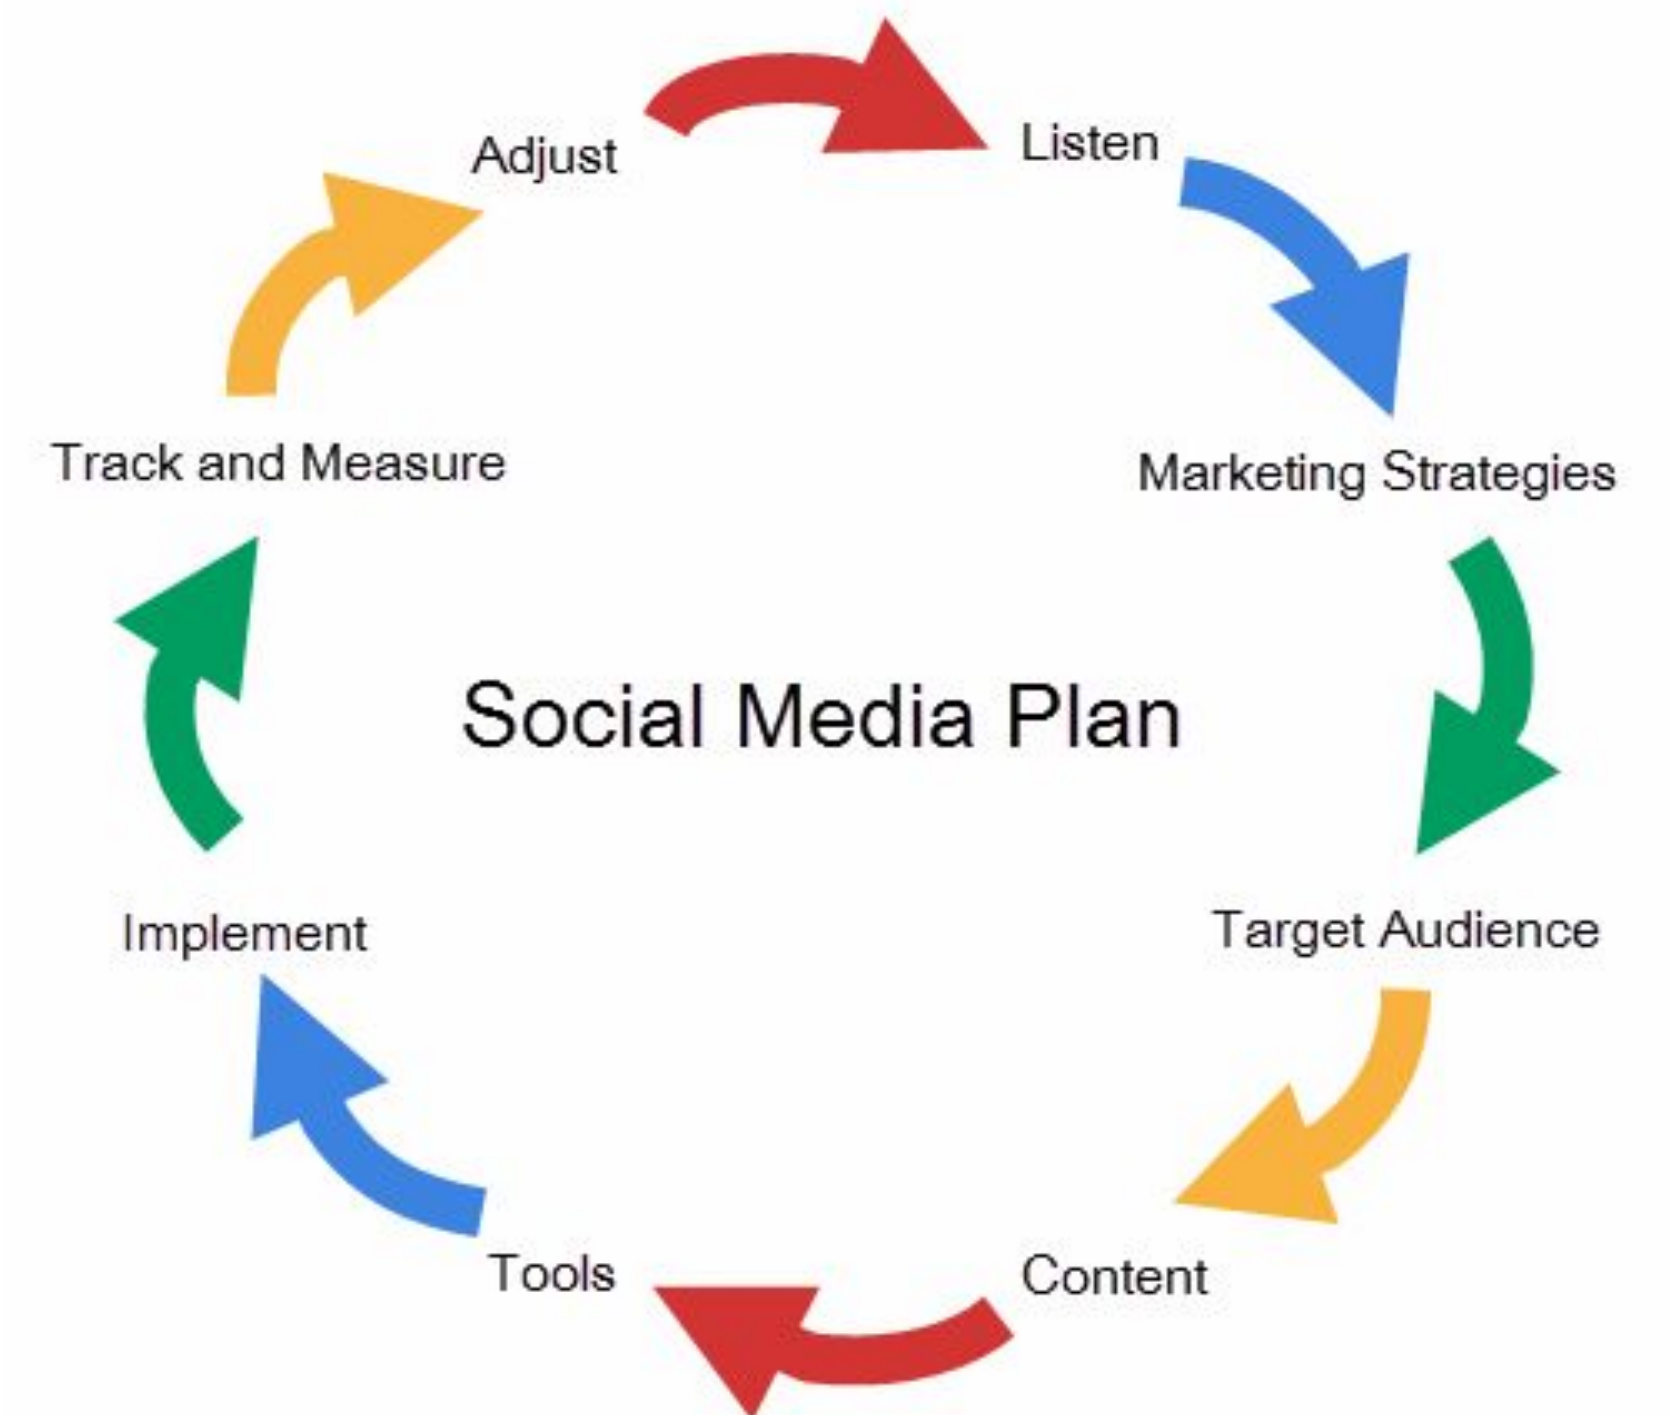 Adjust
Listen
Track and Measure
Marketing Strategies
Social Media Plan
Implement
Target Audience
Tools
Content